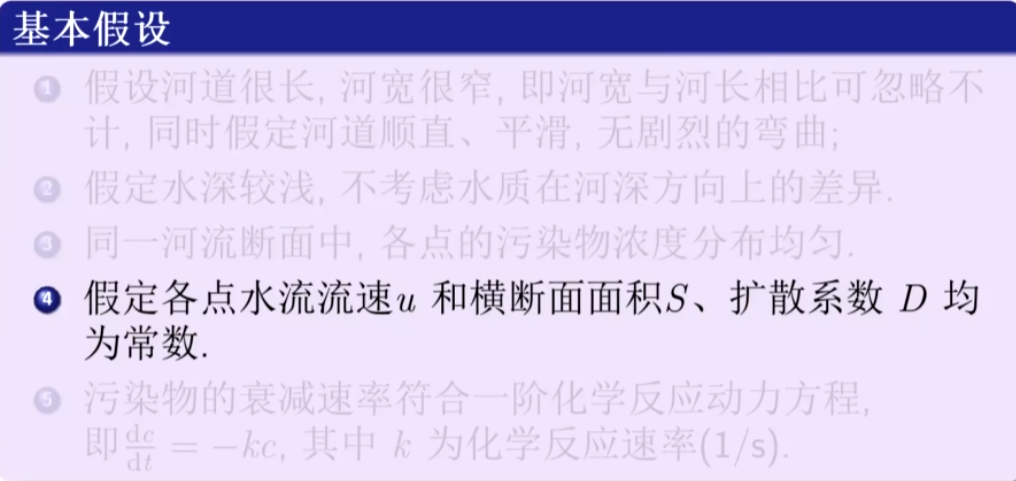 基本假设
1 假设河道很长, 河宽很窄, 即河宽与河长相比可忽略不
计, 同时假定河道顺直、平滑, 无剧烈的弯曲;
2 假定水深较浅, 不考虑水质在河深方向上的差异.
3 同一河流断面中, 各点的污染物浓度分布均匀.
4 假定各点水流流速u 和横断面面积S、扩散系数 D 均
为常数.
5 污染物的衰减速率符合一阶化学反应动力方程,
即dc/dt = −kc, 其中 k 为化学反应速率(1/s).